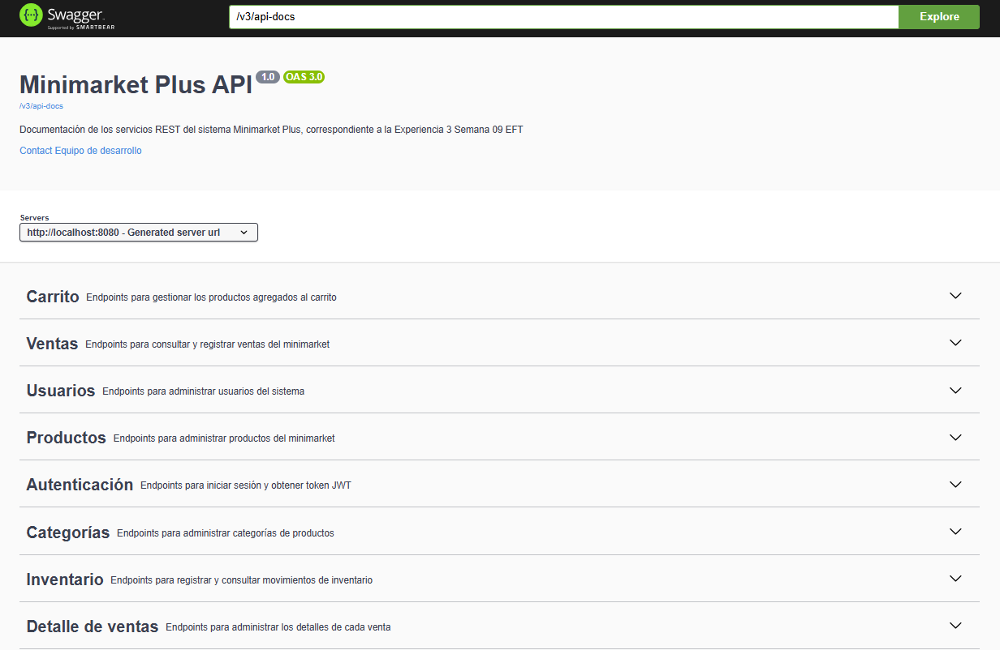 Swagger.
Supported by SMARTBEAR
/v3/api-docs
Explore
Minimarket Plus API 1.0 OAS 3.0
/v3/api-docs
Documentación de los servicios REST del sistema Minimarket Plus, correspondiente a la Experiencia 3 Semana 09 EFT
Contact Equipo de desarrollo
Servers
http://localhost:8080 - Generated server url
Carrito Endpoints para gestionar los productos agregados al carrito
Ventas Endpoints para consultar y registrar ventas del minimarket
Usuarios Endpoints para administrar usuarios del sistema
Productos Endpoints para administrar productos del minimarket
Autenticación Endpoints para iniciar sesión y obtener token JWT
Categorías Endpoints para administrar categorías de productos
Inventario Endpoints para registrar y consultar movimientos de inventario
Detalle de ventas Endpoints para administrar los detalles de cada venta